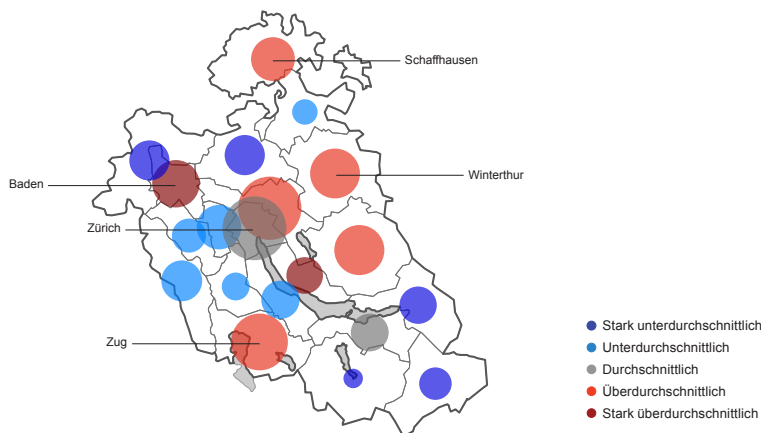 Schaffhausen
Baden
Winterthur
Zürich
Zug
Stark unterdurchschnittlich
Unterdurchschnittlich
Durchschnittlich
Überdurchschnittlich
Stark überdurchschnittlich